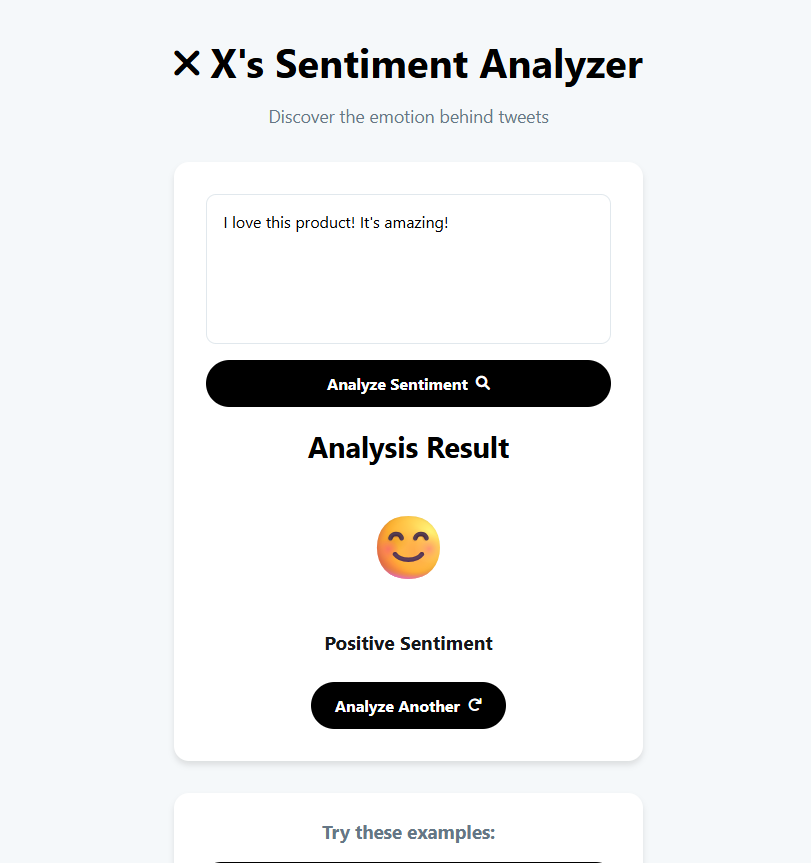 X's Sentiment Analyzer
Discover the emotion behind tweets
I love this product! It's amazing!
Analyze Sentiment
Analysis Result
Positive Sentiment
Analyze Another
Try these examples: